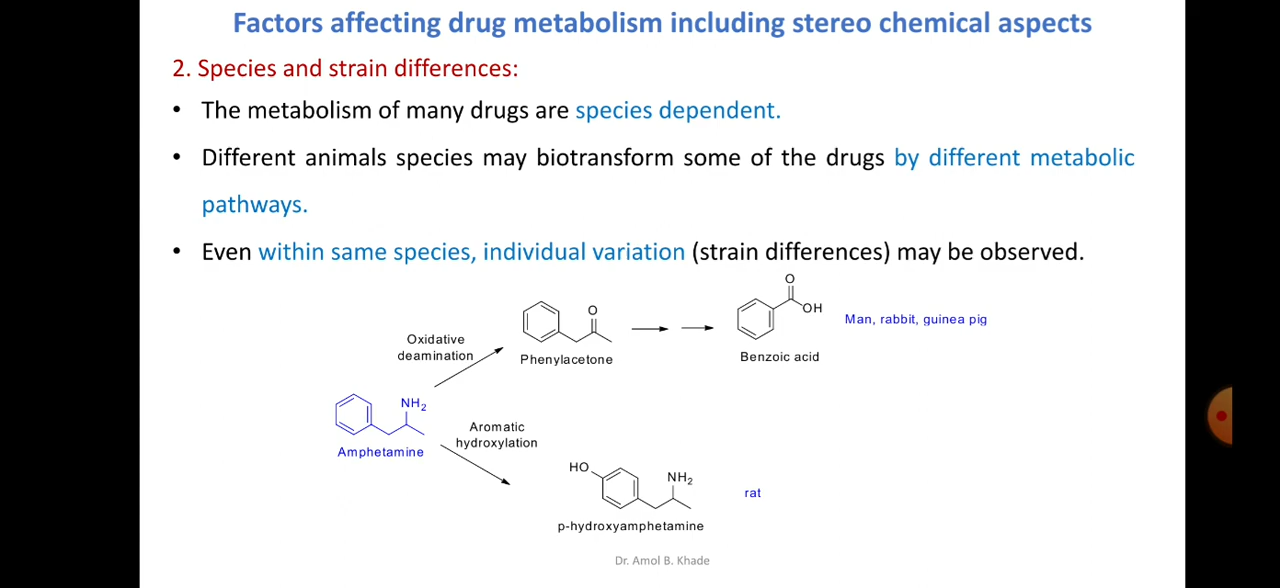 Factors affecting drug metabolism including stereo chemical aspects
2. Species and strain differences:
• The metabolism of many drugs are species dependent.
• Different animals species may biotransform some of the drugs by different metabolic
pathways.
• Even within same species, individual variation (strain differences) may be observed.
O
O
OH
Man, rabbit, guinea pig
Oxidative
deamination
Phenylacetone
Benzoic acid
NH2
Amphetamine
Aromatic
hydroxylation
HO
NH2
rat
p-hydroxyamphetamine
Dr. Amol B. Khade